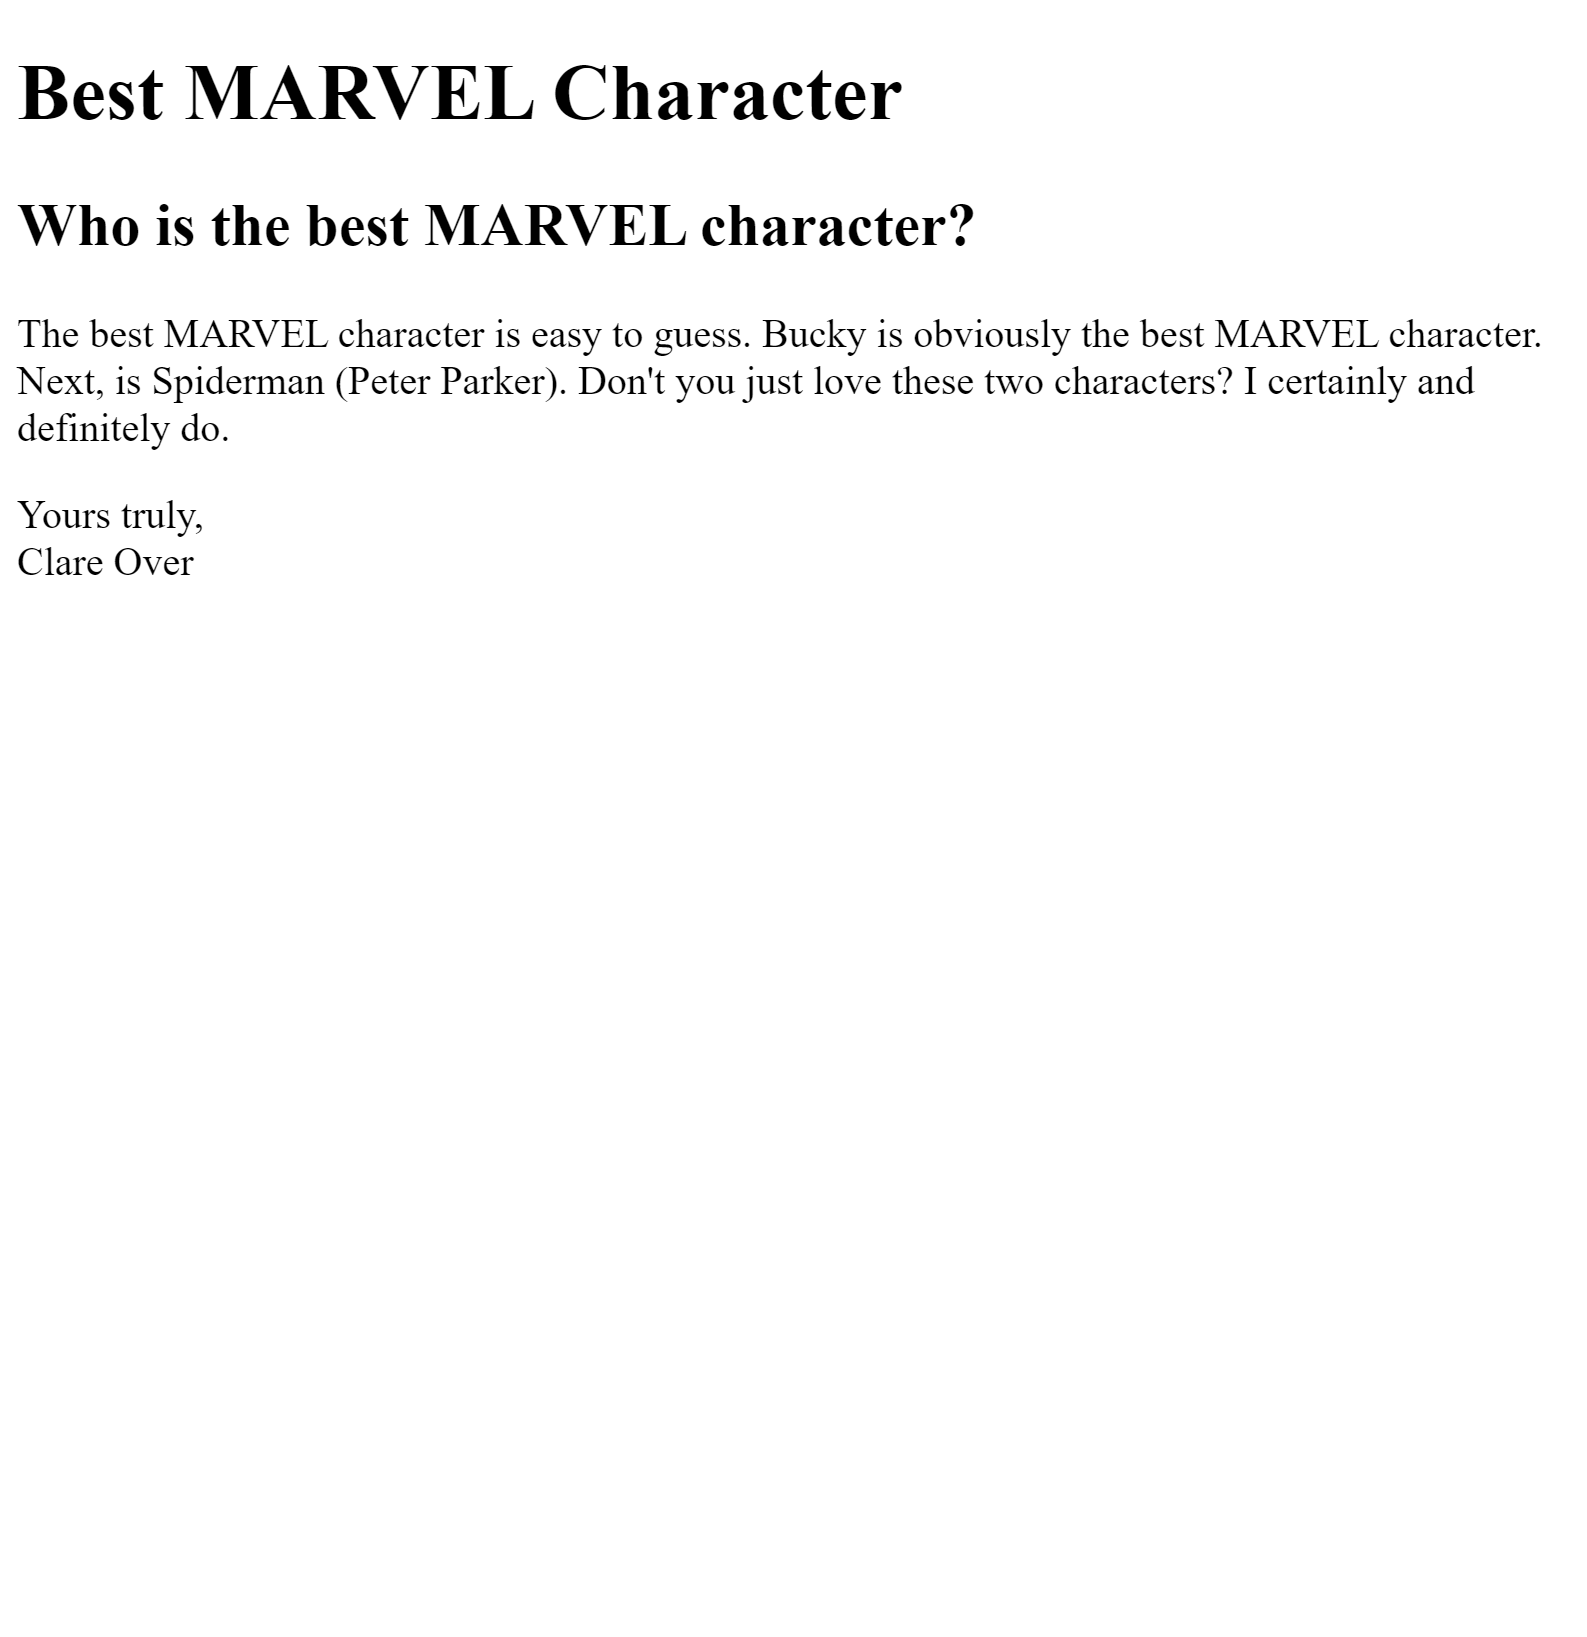 Best MARVEL Character
Who is the best MARVEL character?
The best MARVEL character is easy to guess. Bucky is obviously the best MARVEL character.
Next, is Spiderman (Peter Parker). Don't you just love these two characters? I certainly and
definitely do.
Yours truly,
Clare Over